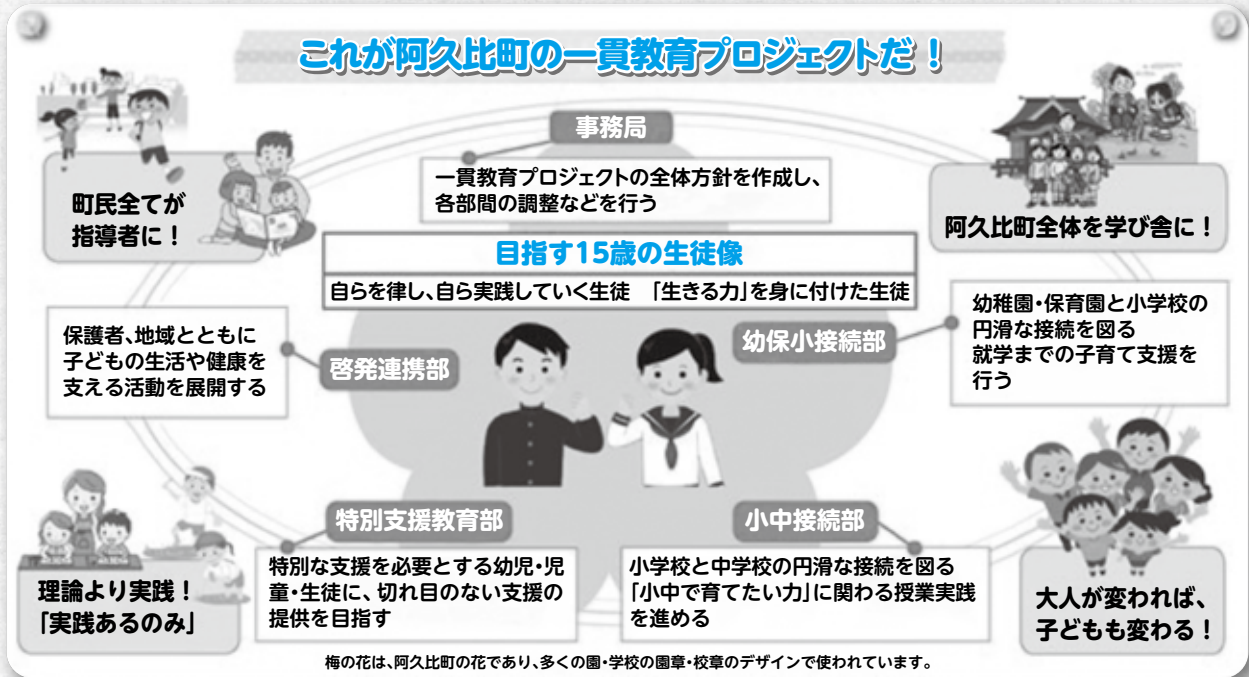 これが阿久比町の一貫教育プロジェクトだ！
事務局
一貫教育プロジェクトの全体方針を作成し、
各部間の調整などを行う
町民全てが
指導者に！
阿久比町全体を学び舎に！
目指す15歳の生徒像
自らを律し、自ら実践していく生徒　「生きる力」を身に付けた生徒
保護者、地域とともに
子どもの生活や健康を
支える活動を展開する
啓発連携部
幼保小接続部
幼稚園・保育園と小学校の
円滑な接続を図る
就学までの子育て支援を
行う
特別支援教育部
特別な支援を必要とする幼児・児
童・生徒に、切れ目のない支援の
提供を目指す
小中接続部
小学校と中学校の円滑な接続を図る
「小中で育てたい力」に関わる授業実践
を進める
理論より実践！
「実践あるのみ」
大人が変われば、
子どもも変わる！
梅の花は、阿久比町の花であり、多くの園・学校の園章・校章のデザインで使われています。